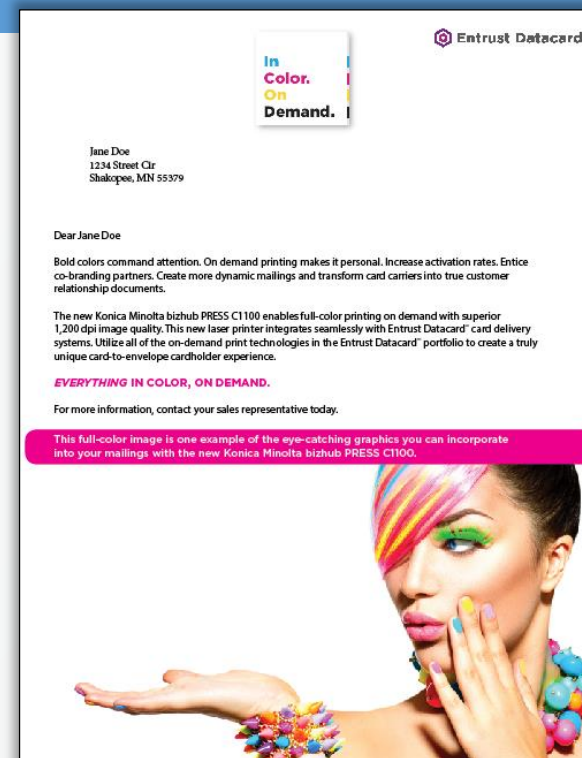 Entrust Datacard
In
Color.
On
Demand.
Jane Doe
1234 Street Cir
Shakopee, MN 55379
Dear Jane Doe
Bold colors command attention. On demand printing makes it personal. Increase activation rates. Entice
co-branding partners. Create more dynamic mailings and transform card carriers into true customer
relationship documents.
The new Konica Minolta bizhub PRESS C1100 enables full-color printing on demand with superior
1,200 dpi image quality. This new laser printer integrates seamlessly with Entrust Datacard™ card delivery
systems. Utilize all of the on-demand print technologies in the Entrust Datacard™ portfolio to create a truly
unique card-to-envelope cardholder experience.
EVERYTHING IN COLOR, ON DEMAND.
For more information, contact your sales representative today.
This full-color image is one example of the eye-catching graphics you can incorporate
into your mailings with the new Konica Minolta bizhub PRESS C1100.